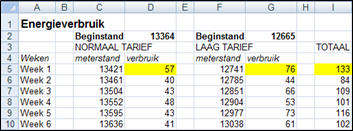 A B C D E F G H I
1 Energieverbruik
2 Beginstand 13364 Beginstand 12665
3 NORMAAL TARIEF LAAG TARIEF TOTAAL
4 Weken meterstand verbruik meterstand verbruik
5 Week 1 13421 57 12741 76 133
6 Week 2 13461 40 12785 44 84
7 Week 3 13504 43 12851 66 109
8 Week 4 13552 48 12904 53 101
9 Week 5 13595 43 12977 73 116
10 Week 6 13636 41 13038 61 102